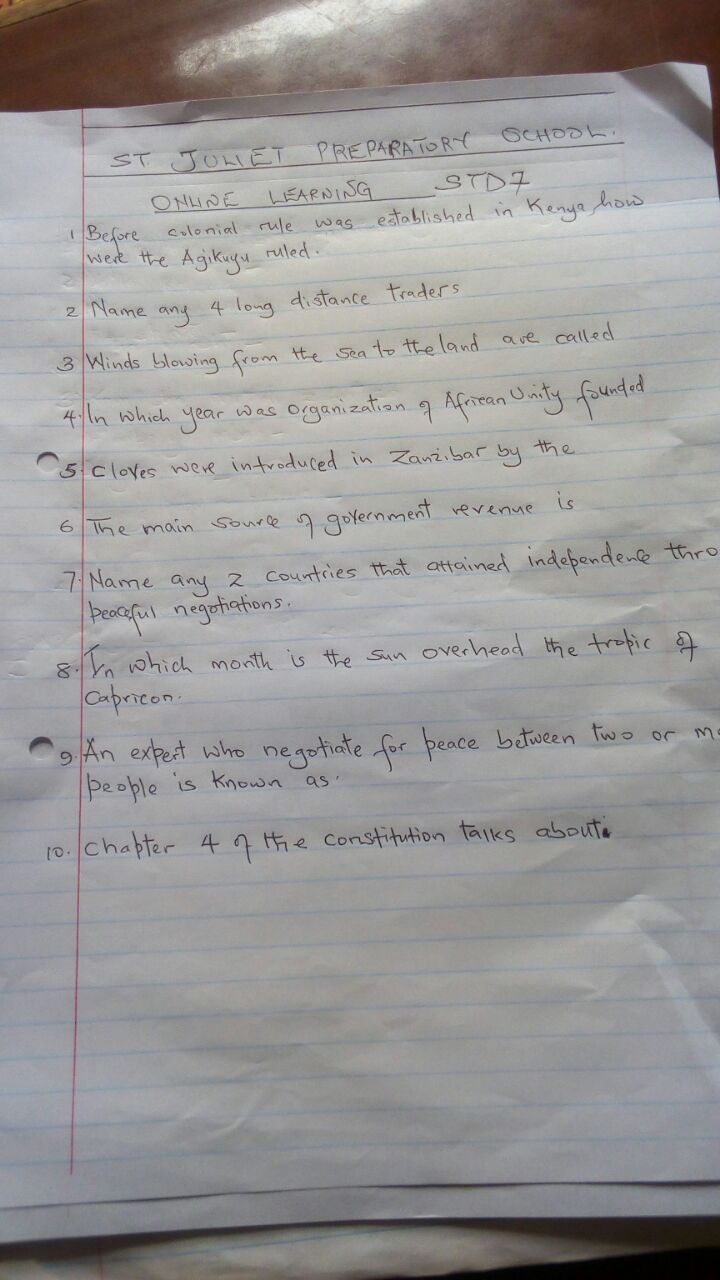 ST JULIET PREPARATORY SCHOOL.
ONLINE LEARNING STD7
1 Before colonial rule was established in Kenya, how
were the Agikuyu ruled.
2 Name any 4 long distance traders
3 Winds blowing from the sea to the land are called
4. In which year was Organization of African Unity founded
5. Cloves were introduced in Zanzibar by the
6 The main source of government revenue is
7. Name any 2 countries that attained independence thro
peaceful negotiations.
8. In which month is the sun overhead the tropic of
Capricon.
9. An expert who negotiate for peace between two or mo
people is known as.
10. Chapter 4 of the constitution talks about.